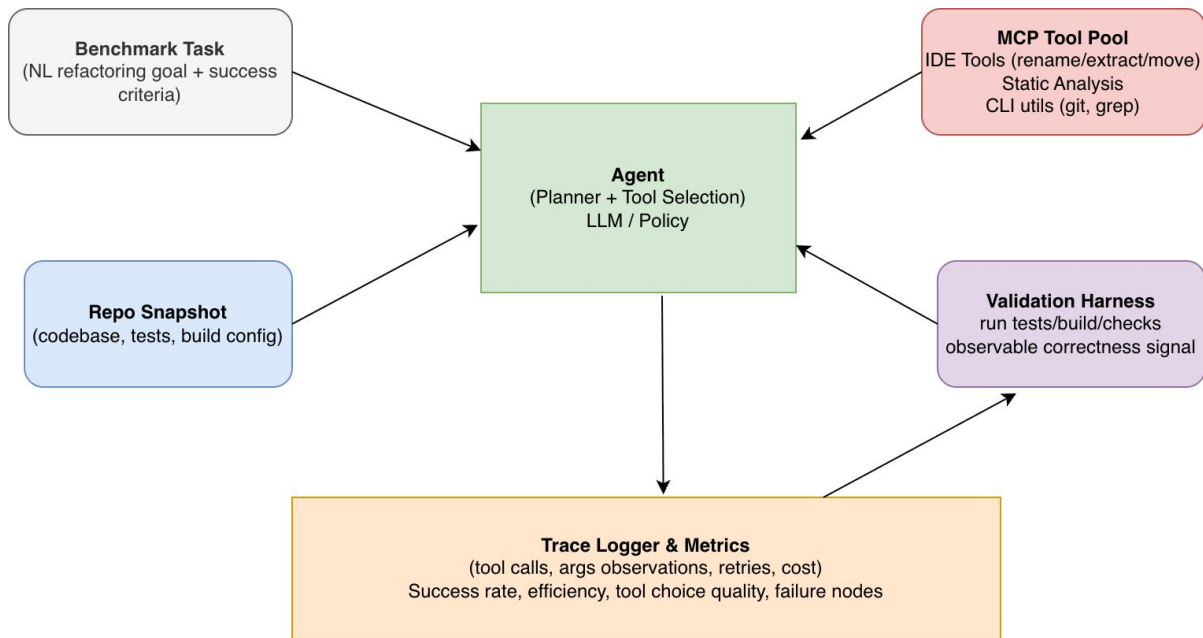 Benchmark Task
(NL refactoring goal + success
criteria)
MCP Tool Pool
IDE Tools (rename/extract/move)
Static Analysis
CLI utils (git, grep)
Agent
(Planner + Tool Selection)
LLM / Policy
Repo Snapshot
(codebase, tests, build config)
Validation Harness
run tests/build/checks
observable correctness signal
Trace Logger & Metrics
(tool calls, args observations, retries, cost)
Success rate, efficiency, tool choice quality, failure nodes